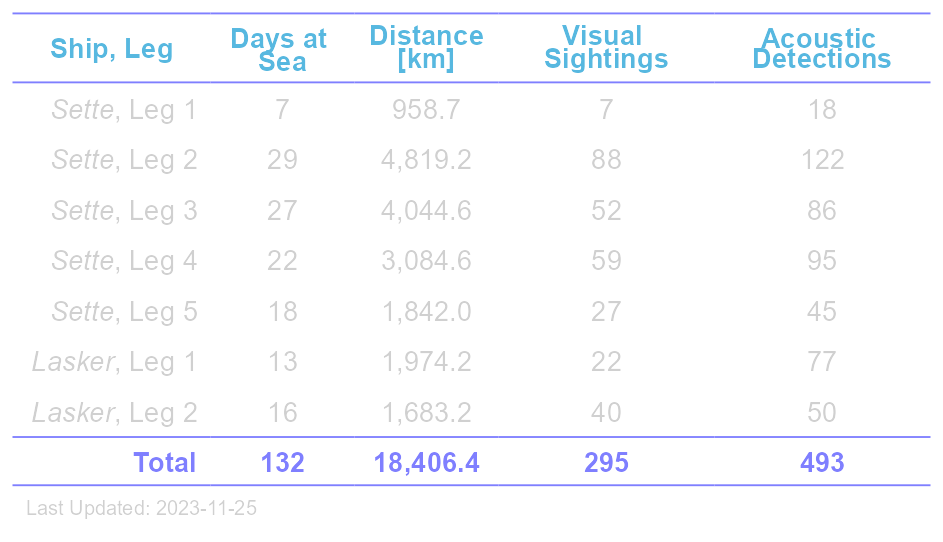 Ship, Leg Days at Sea Distance [km] Visual Sightings Acoustic Detections
Sette, Leg 1 7 958.7 7 18
Sette, Leg 2 29 4,819.2 88 122
Sette, Leg 3 27 4,044.6 52 86
Sette, Leg 4 22 3,084.6 59 95
Sette, Leg 5 18 1,842.0 27 45
Lasker, Leg 1 13 1,974.2 22 77
Lasker, Leg 2 16 1,683.2 40 50
Total 132 18,406.4 295 493
Last Updated: 2023-11-25